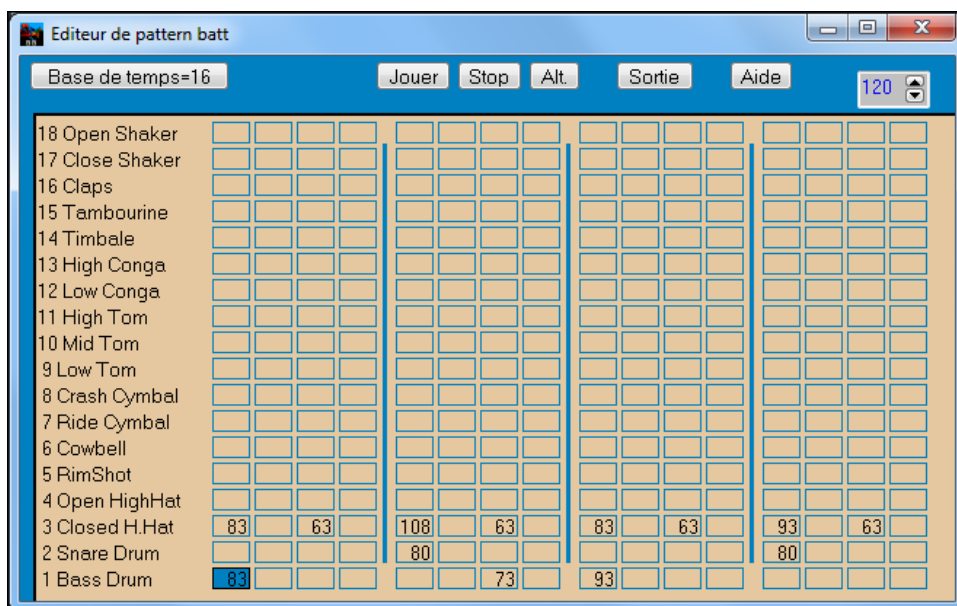 Editeur de pattern batt
Base de temps=16 Jouer Stop Alt. Sortie Aide 120
18 Open Shaker
17 Close Shaker
16 Claps
15 Tambourine
14 Timbale
13 High Conga
12 Low Conga
11 High Tom
10 Mid Tom
9 Low Tom
8 Crash Cymbal
7 Ride Cymbal
6 Cowbell
5 RimShot
4 Open HighHat
3 Closed H.Hat 83 63 108 63 83 63 93 63
2 Snare Drum 80 80
1 Bass Drum 83 73 93